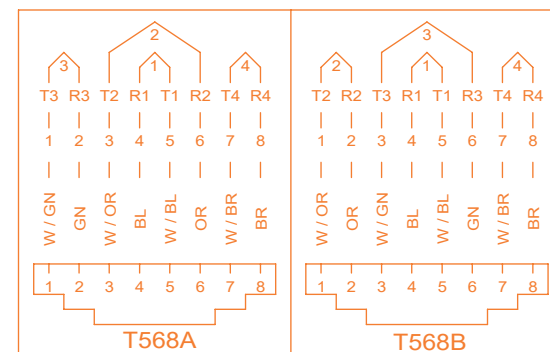 2
3 1 4
T3 R3 T2 R1 T1 R2 T4 R4
1 2 3 4 5 6 7 8
W / GN GN W / OR BL W / BL OR W / BR BR
1 2 3 4 5 6 7 8
T568A
3
2 1 4
T2 R2 T3 R1 T1 R3 T4 R4
1 2 3 4 5 6 7 8
W / OR OR W / GN BL W / BL GN W / BR BR
1 2 3 4 5 6 7 8
T568B